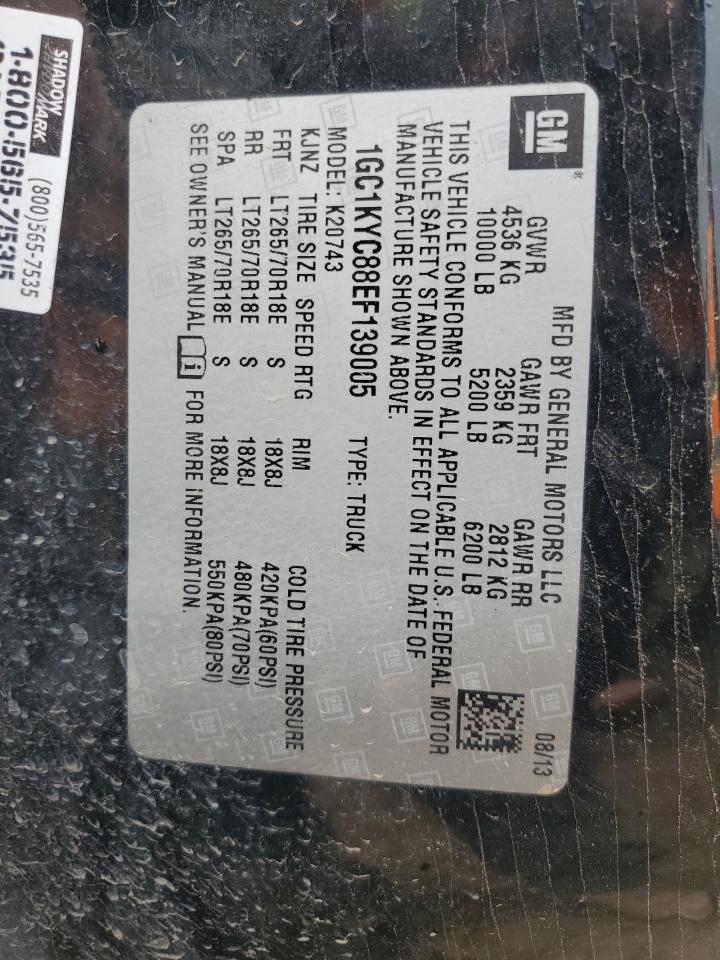 GM
MFD BY GENERAL MOTORS LLC 08/13
GVWR GAWR FRT GAWR RR
4536 KG 2359 KG 2812 KG
10000 LB 5200 LB 6200 LB
THIS VEHICLE CONFORMS TO ALL APPLICABLE U.S. FEDERAL MOTOR
VEHICLE SAFETY STANDARDS IN EFFECT ON THE DATE OF
MANUFACTURE SHOWN ABOVE.
1GC1KYC88EF139005 TYPE: TRUCK
MODEL: K20743
KJNZ TIRE SIZE SPEED RTG RIM COLD TIRE PRESSURE
FRT LT265/70R18E S 18X8J 420KPA(60PSI)
RR LT265/70R18E S 18X8J 480KPA(70PSI)
SPA LT265/70R18E S 18X8J 550KPA(80PSI)
SEE OWNER'S MANUAL i FOR MORE INFORMATION.
SHADOW
MARK
(800)565-7535
1-800-565-7535